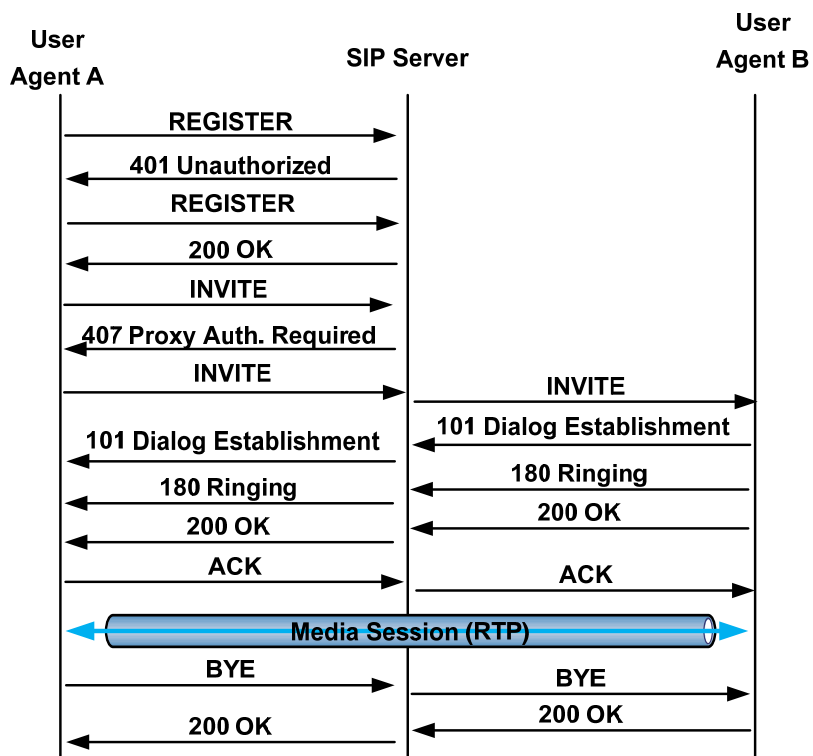 User
Agent A
SIP Server
User
Agent B
REGISTER
401 Unauthorized
REGISTER
200 OK
INVITE
407 Proxy Auth. Required
INVITE
INVITE
101 Dialog Establishment
101 Dialog Establishment
180 Ringing
180 Ringing
200 OK
200 OK
ACK
ACK
Media Session (RTP)
BYE
BYE
200 OK
200 OK